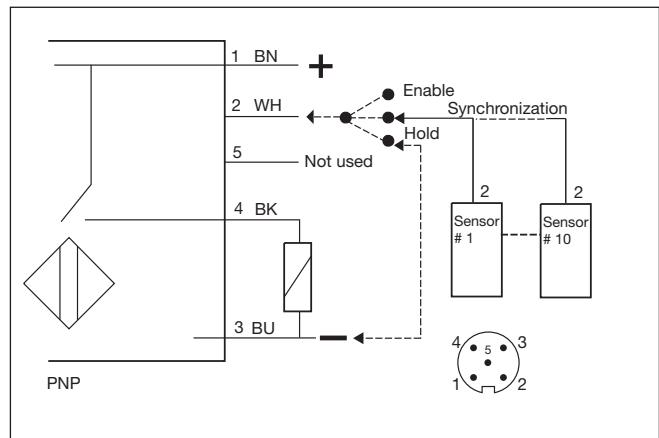 1 BN
+
2 WH
Enable
Synchronization
Hold
5
Not used
4 BK
2
2
Sensor
# 1
Sensor
# 10
3 BU
−
4
5
3
1
2
PNP